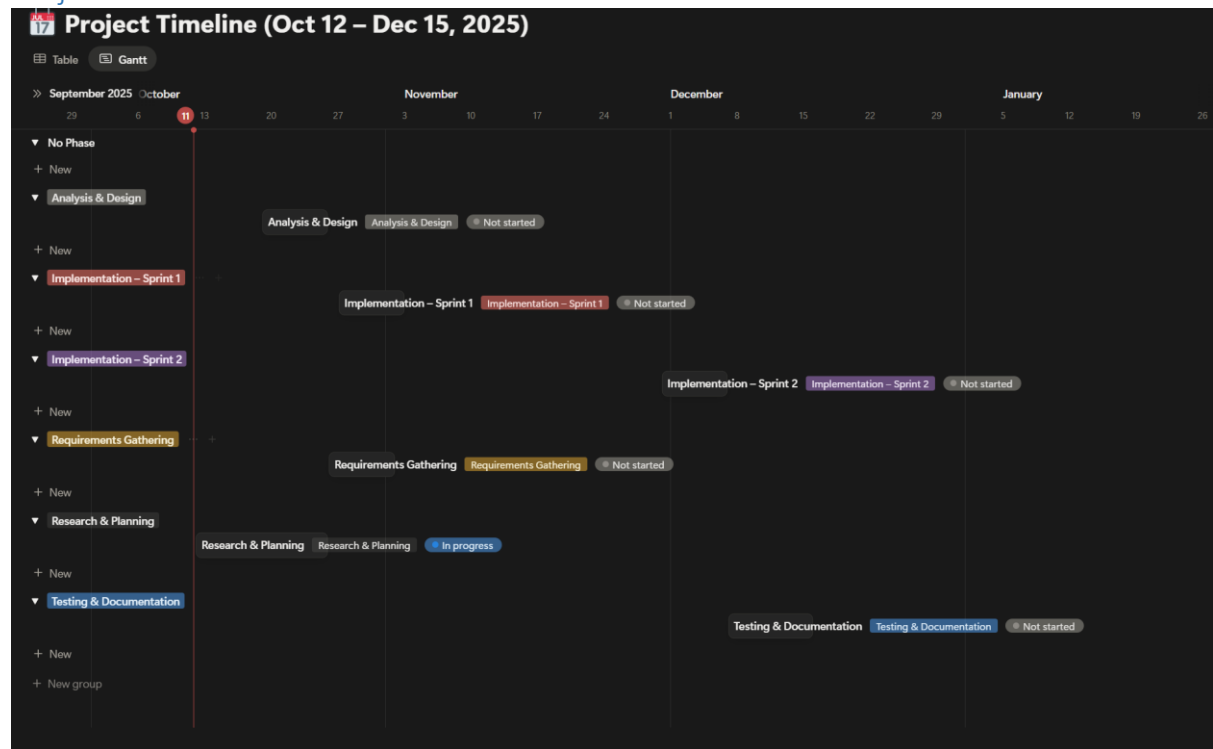 JUL 17 Project Timeline (Oct 12 – Dec 15, 2025)
Table Gantt
September 2025 October November December January
29 6 11 13 20 27 3 10 17 24 1 8 15 22 29 5 12 19 26
No Phase
+ New
Analysis & Design
Analysis & Design Analysis & Design Not started
+ New
Implementation – Sprint 1
Implementation – Sprint 1 Implementation – Sprint 1 Not started
+ New
Implementation – Sprint 2
Implementation – Sprint 2 Implementation – Sprint 2 Not started
+ New
Requirements Gathering
Requirements Gathering Requirements Gathering Not started
+ New
Research & Planning
Research & Planning Research & Planning In progress
+ New
Testing & Documentation
Testing & Documentation Testing & Documentation Not started
+ New
+ New group